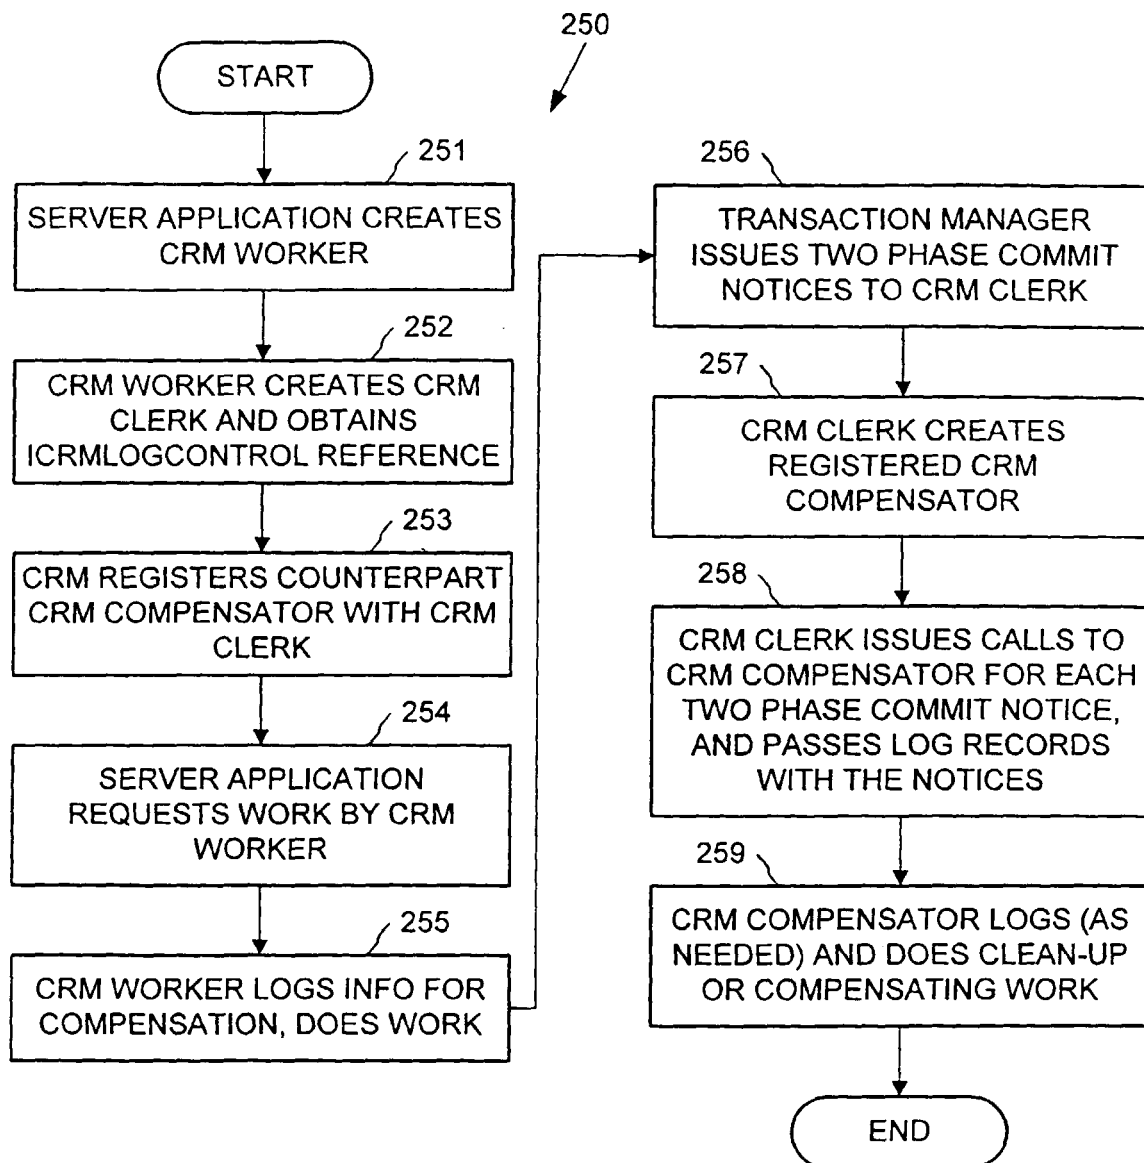 250
START
251
SERVER APPLICATION CREATES
CRM WORKER
252
CRM WORKER CREATES CRM
CLERK AND OBTAINS
ICRMLOGCONTROL REFERENCE
253
CRM REGISTERS COUNTERPART
CRM COMPENSATOR WITH CRM
CLERK
254
SERVER APPLICATION
REQUESTS WORK BY CRM
WORKER
255
CRM WORKER LOGS INFO FOR
COMPENSATION, DOES WORK
256
TRANSACTION MANAGER
ISSUES TWO PHASE COMMIT
NOTICES TO CRM CLERK
257
CRM CLERK CREATES
REGISTERED CRM
COMPENSATOR
258
CRM CLERK ISSUES CALLS TO
CRM COMPENSATOR FOR EACH
TWO PHASE COMMIT NOTICE,
AND PASSES LOG RECORDS
WITH THE NOTICES
259
CRM COMPENSATOR LOGS (AS
NEEDED) AND DOES CLEAN-UP
OR COMPENSATING WORK
END